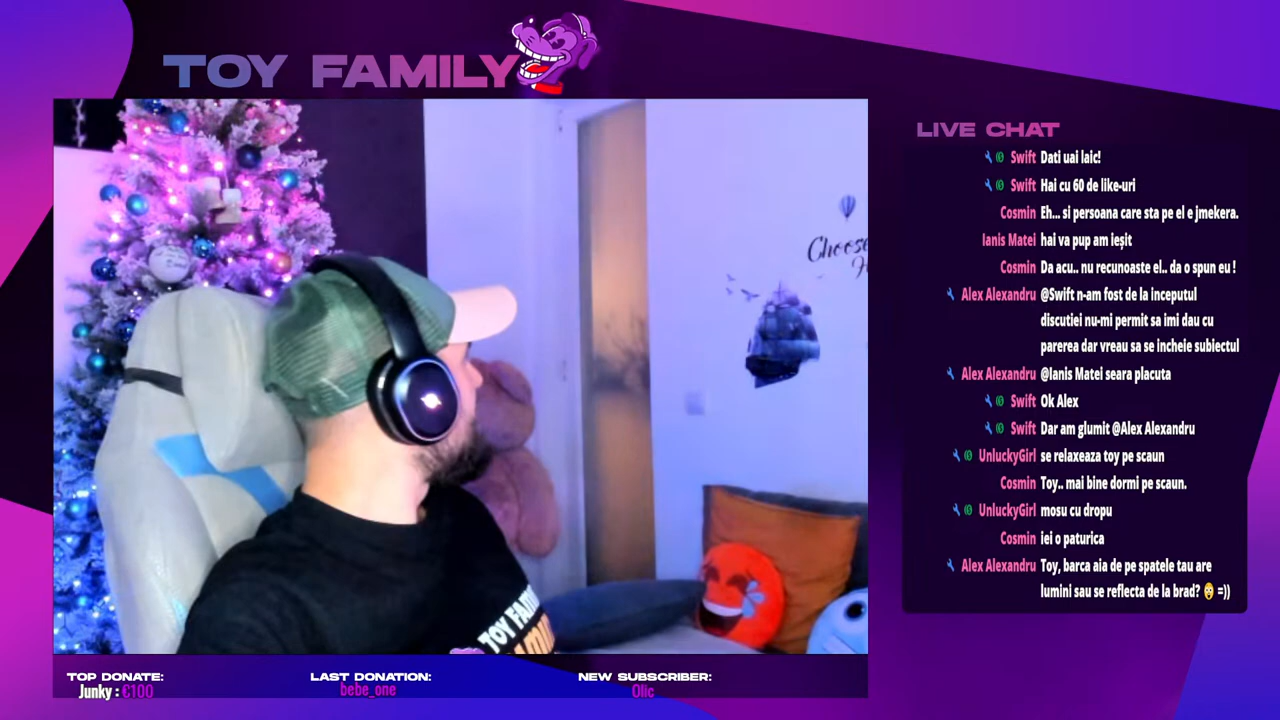 TOY FAMILY
Choose
LIVE CHAT
Swift Dati uai laic!
Swift Hai cu 60 de like-uri
Cosmin Eh... si persoana care sta pe el e jmekera.
Ianis Matei hai va pup am ieșit
Cosmin Da acu.. nu recunoaste el.. da o spun eu !
Alex Alexandru @Swift n-am fost de la inceputul
discutiei nu-mi permit sa imi dau cu
parerea dar vreau sa se incheie subiectul
Alex Alexandru @Ianis Matei seara placuta
Swift Ok Alex
Swift Dar am glumit @Alex Alexandru
UnluckyGirl se relaxeaza toy pe scaun
Cosmin Toy.. mai bine dormi pe scaun.
UnluckyGirl mosu cu dropu
Cosmin iei o paturica
Alex Alexandru Toy, barca aia de pe spatele tau are
lumini sau se reflecta de la brad? 😲 =))
TOY FAMI
TOP DONATE:
Junky : €100
LAST DONATION:
bebe_one
NEW SUBSCRIBER:
Olic